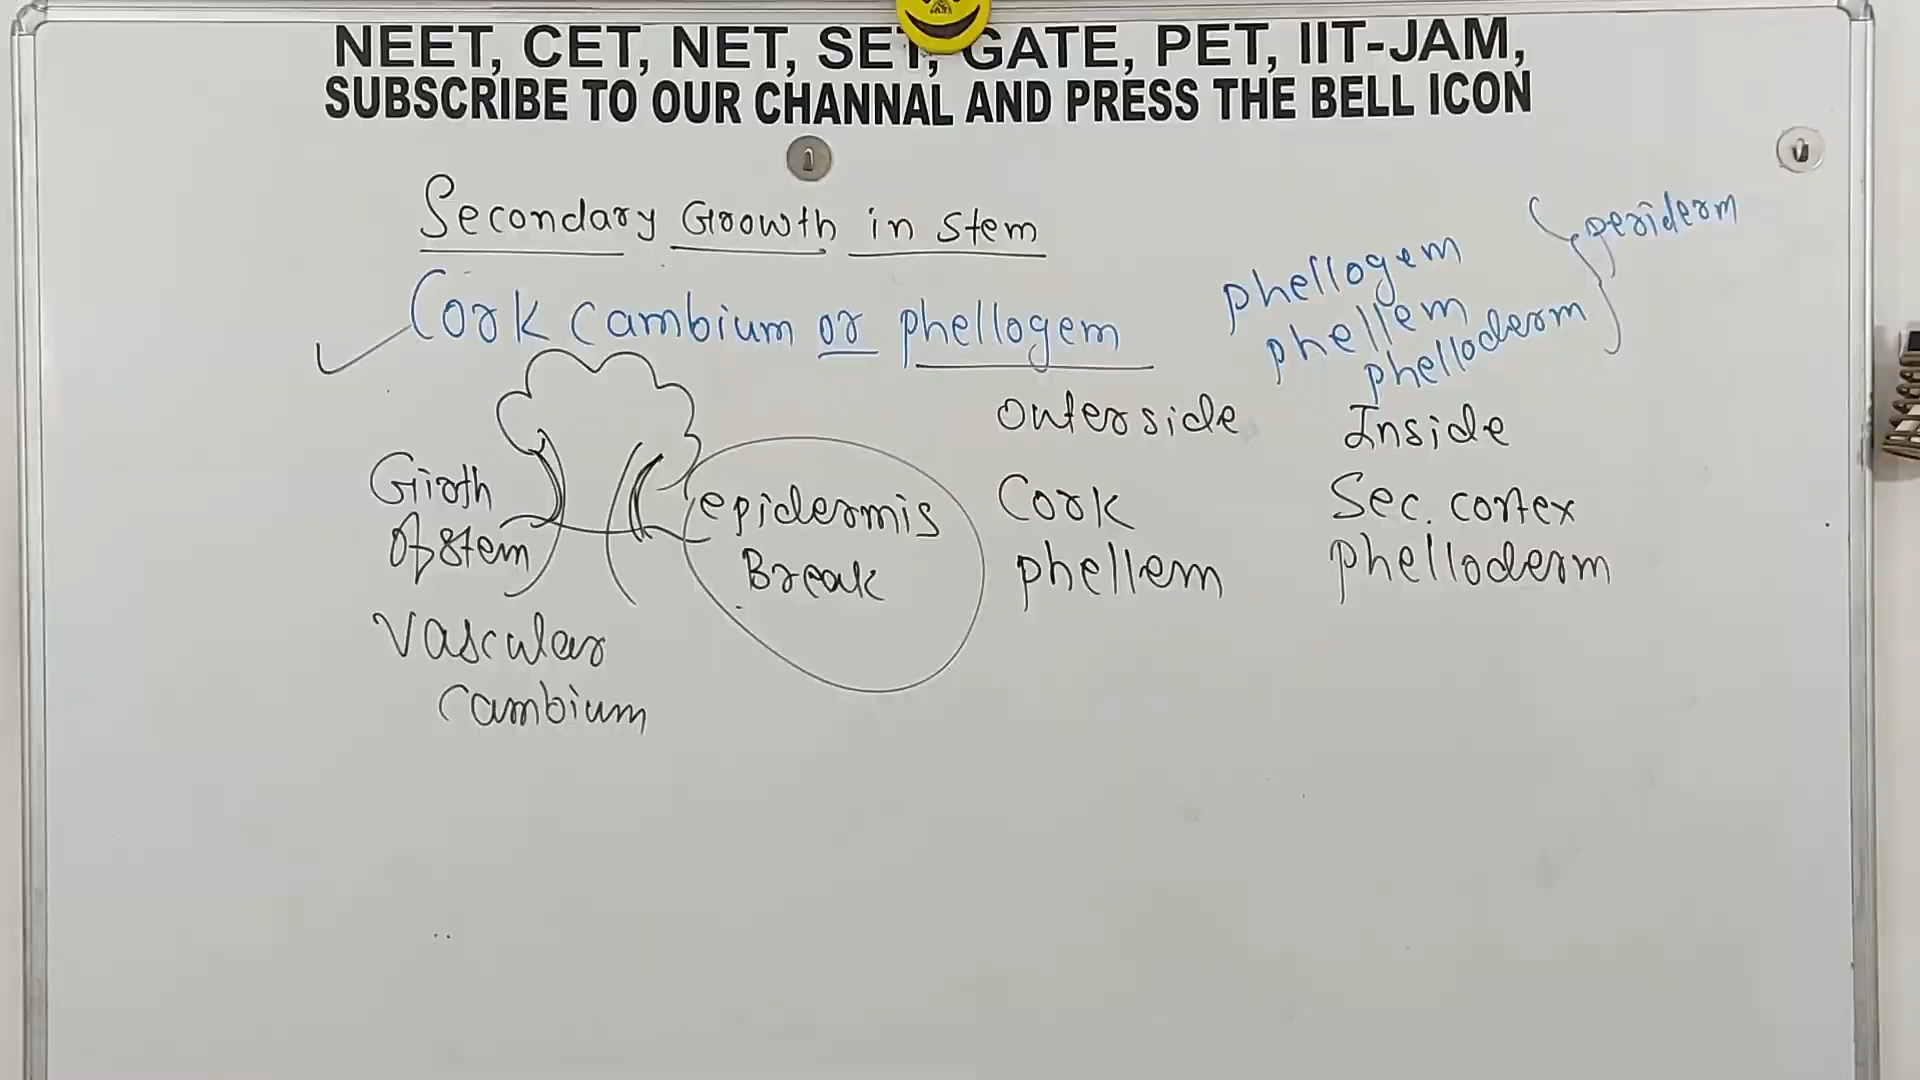 NEET, CET, NET, SET, GATE, PET, IIT-JAM,
SUBSCRIBE TO OUR CHANNAL AND PRESS THE BELL ICON
Secondary Growth in stem
Cork Cambium or phellogem
phellogem
phellem
phelloderm
periderm
Girth
Of stem
Vascular
Cambium
epidermis
Break
Outerside
Cork
phellem
Inside
Sec. cortex
phelloderm